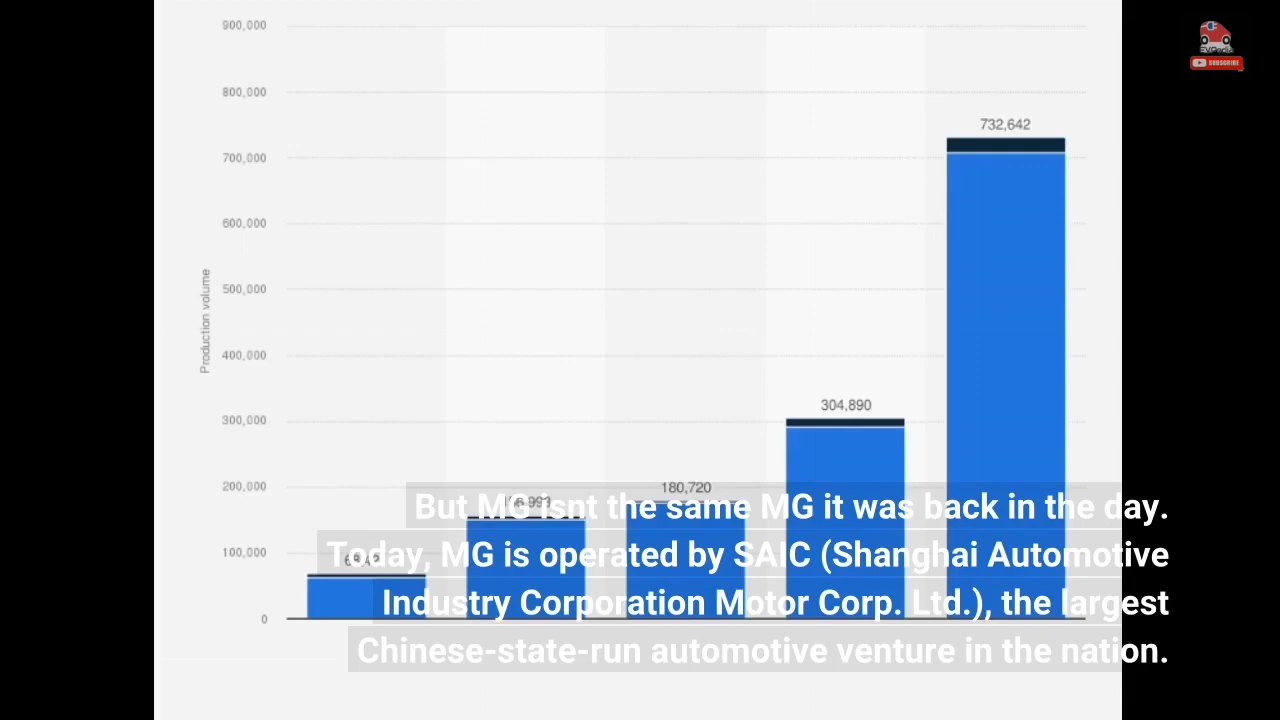 900,000
800,000
732,642
700,000
600,000
500,000
Production volume
400,000
304,890
300,000
200,000
180,720
100,000
0
But MG isnt the same MG it was back in the day.
Today, MG is operated by SAIC (Shanghai Automotive
Industry Corporation Motor Corp. Ltd.), the largest
Chinese-state-run automotive venture in the nation.
EVPedia
SUBSCRIBE